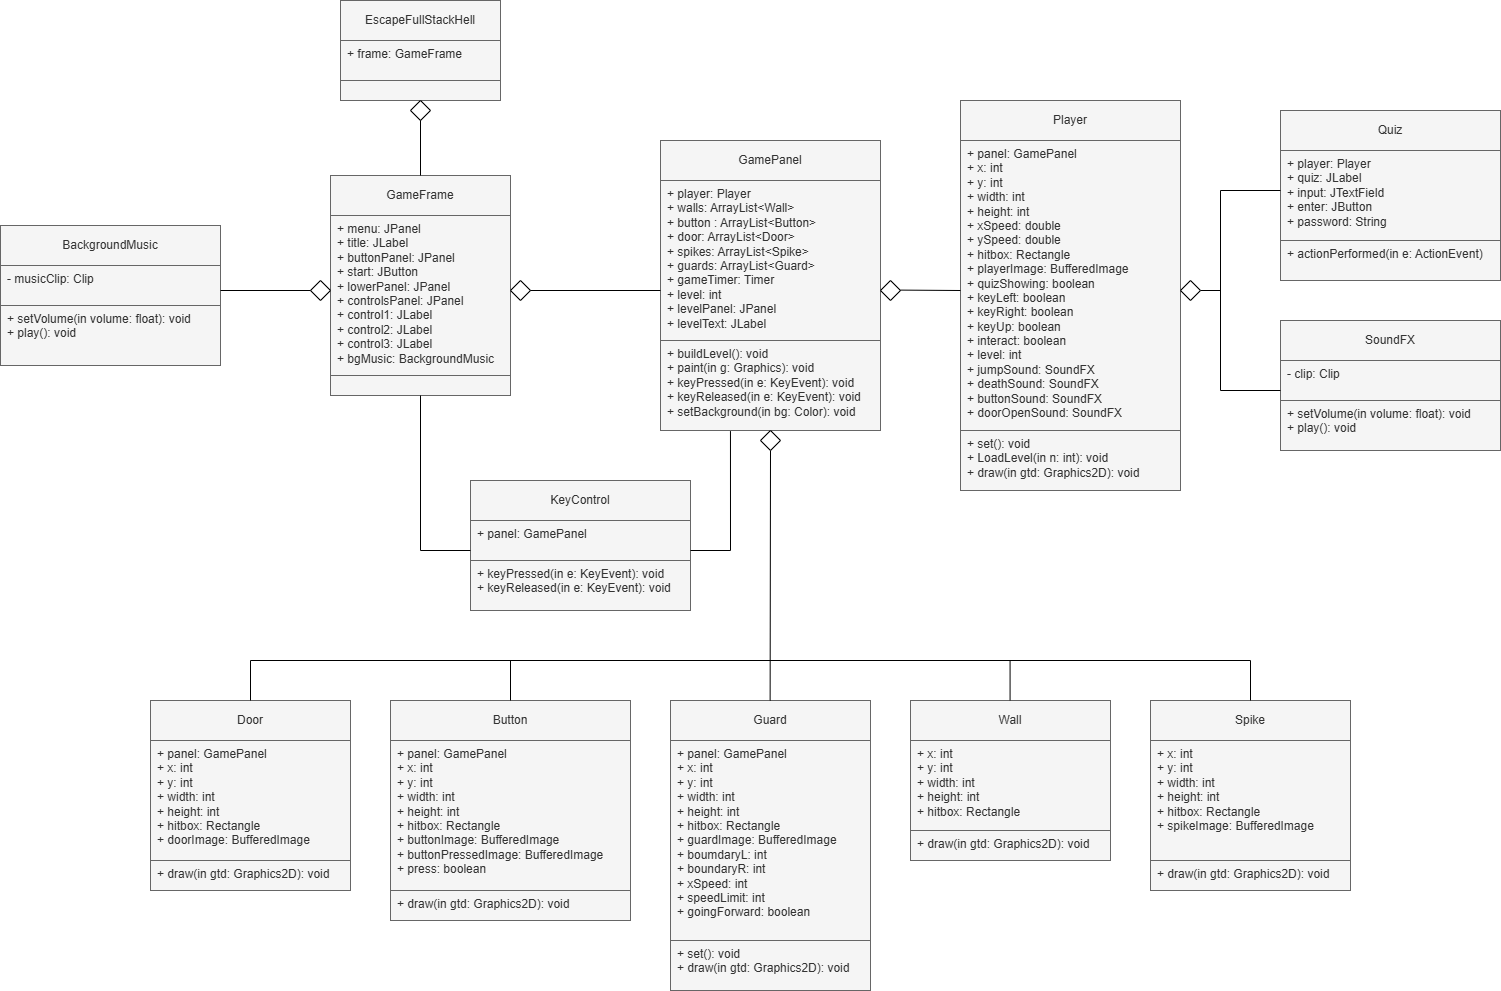 EscapeFullStackHell
+ frame: GameFrame
GameFrame
+ menu: JPanel
+ title: JLabel
+ buttonPanel: JPanel
+ start: JButton
+ lowerPanel: JPanel
+ controlsPanel: JPanel
+ control1: JLabel
+ control2: JLabel
+ control3: JLabel
+ bgMusic: BackgroundMusic
BackgroundMusic
- musicClip: Clip
+ setVolume(in volume: float): void
+ play(): void
GamePanel
+ player: Player
+ walls: ArrayList<Wall>
+ button : ArrayList<Button>
+ door: ArrayList<Door>
+ spikes: ArrayList<Spike>
+ guards: ArrayList<Guard>
+ gameTimer: Timer
+ level: int
+ levelPanel: JPanel
+ levelText: JLabel
+ buildLevel(): void
+ paint(in g: Graphics): void
+ keyPressed(in e: KeyEvent): void
+ keyReleased(in e: KeyEvent): void
+ setBackground(in bg: Color): void
Player
+ panel: GamePanel
+ x: int
+ y: int
+ width: int
+ height: int
+ xSpeed: double
+ ySpeed: double
+ hitbox: Rectangle
+ playerImage: BufferedImage
+ quizShowing: boolean
+ keyLeft: boolean
+ keyRight: boolean
+ keyUp: boolean
+ interact: boolean
+ level: int
+ jumpSound: SoundFX
+ deathSound: SoundFX
+ buttonSound: SoundFX
+ doorOpenSound: SoundFX
+ set(): void
+ LoadLevel(in n: int): void
+ draw(in gtd: Graphics2D): void
Quiz
+ player: Player
+ quiz: JLabel
+ input: JTextField
+ enter: JButton
+ password: String
+ actionPerformed(in e: ActionEvent)
SoundFX
- clip: Clip
+ setVolume(in volume: float): void
+ play(): void
KeyControl
+ panel: GamePanel
+ keyPressed(in e: KeyEvent): void
+ keyReleased(in e: KeyEvent): void
Door
+ panel: GamePanel
+ x: int
+ y: int
+ width: int
+ height: int
+ hitbox: Rectangle
+ doorImage: BufferedImage
+ draw(in gtd: Graphics2D): void
Button
+ panel: GamePanel
+ x: int
+ y: int
+ width: int
+ height: int
+ hitbox: Rectangle
+ buttonImage: BufferedImage
+ buttonPressedImage: BufferedImage
+ press: boolean
+ draw(in gtd: Graphics2D): void
Guard
+ panel: GamePanel
+ x: int
+ y: int
+ width: int
+ height: int
+ hitbox: Rectangle
+ guardImage: BufferedImage
+ boumdaryL: int
+ boundaryR: int
+ xSpeed: int
+ speedLimit: int
+ goingForward: boolean
+ set(): void
+ draw(in gtd: Graphics2D): void
Wall
+ x: int
+ y: int
+ width: int
+ height: int
+ hitbox: Rectangle
+ draw(in gtd: Graphics2D): void
Spike
+ x: int
+ y: int
+ width: int
+ height: int
+ hitbox: Rectangle
+ spikeImage: BufferedImage
+ draw(in gtd: Graphics2D): void